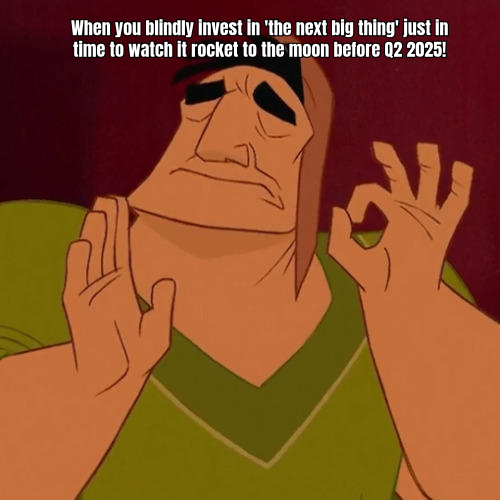 When you blindly invest in 'the next big thing' just in
time to watch it rocket to the moon before Q2 2025!